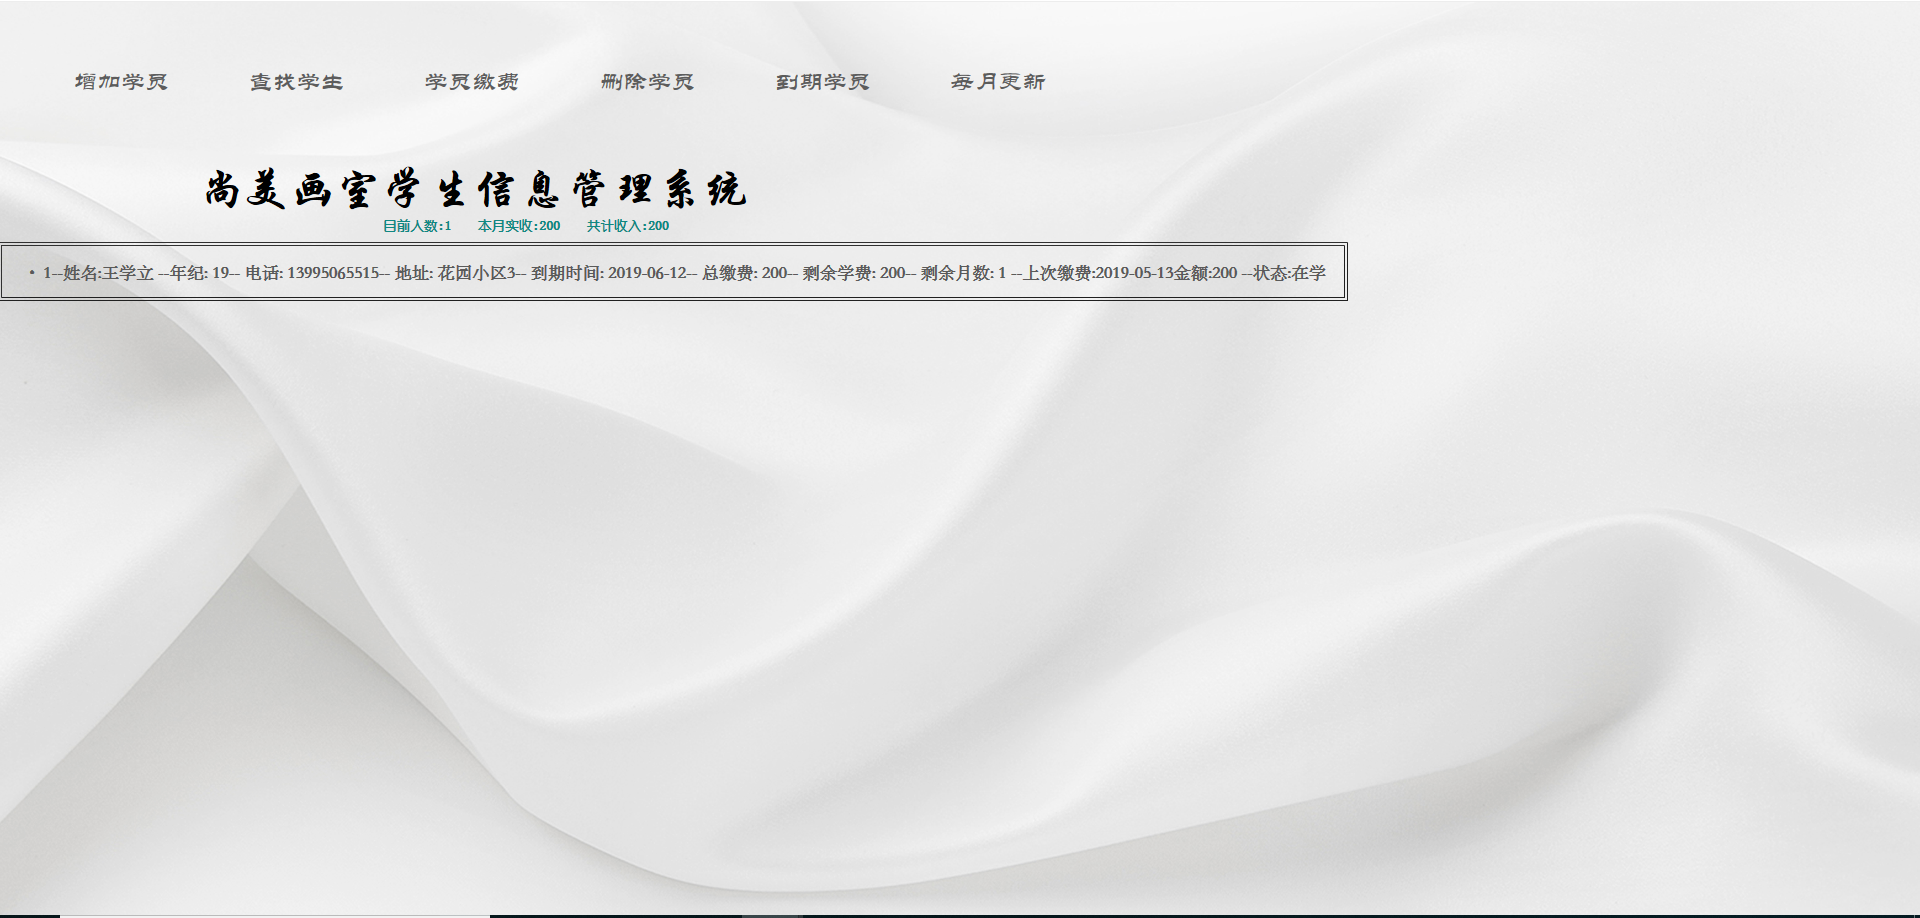 增加学员 查找学生 学员缴费 删除学员 到期学员 每月更新
尚美画室学生信息管理系统
目前人数:1 本月实收:200 共计收入:200
• 1--姓名:王学立 --年纪: 19-- 电话: 13995065515-- 地址: 花园小区3-- 到期时间: 2019-06-12-- 总缴费: 200-- 剩余学费: 200-- 剩余月数: 1 --上次缴费:2019-05-13金额:200 --状态:在学